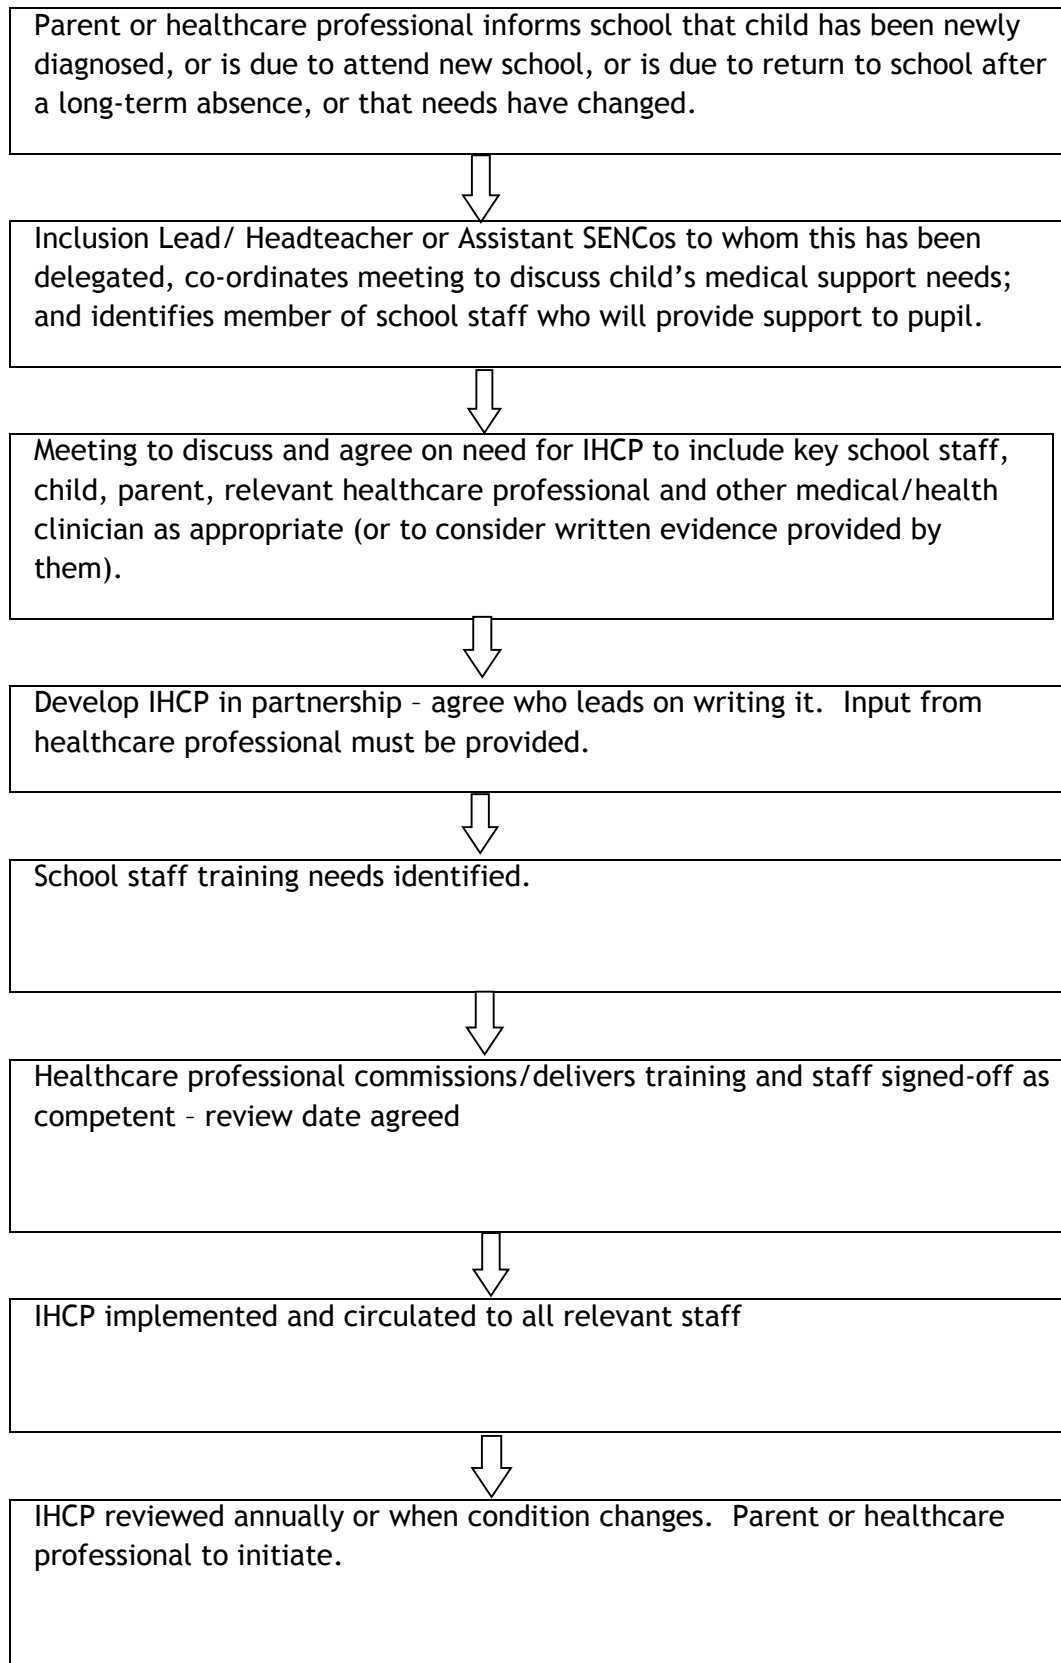 Parent or healthcare professional informs school that child has been newly
diagnosed, or is due to attend new school, or is due to return to school after
a long-term absence, or that needs have changed.
Inclusion Lead/ Headteacher or Assistant SENCos to whom this has been
delegated, co-ordinates meeting to discuss child’s medical support needs;
and identifies member of school staff who will provide support to pupil.
Meeting to discuss and agree on need for IHCP to include key school staff,
child, parent, relevant healthcare professional and other medical/health
clinician as appropriate (or to consider written evidence provided by
them).
Develop IHCP in partnership – agree who leads on writing it.  Input from
healthcare professional must be provided.
School staff training needs identified.
Healthcare professional commissions/delivers training and staff signed-off as
competent – review date agreed
IHCP implemented and circulated to all relevant staff
IHCP reviewed annually or when condition changes.  Parent or healthcare
professional to initiate.